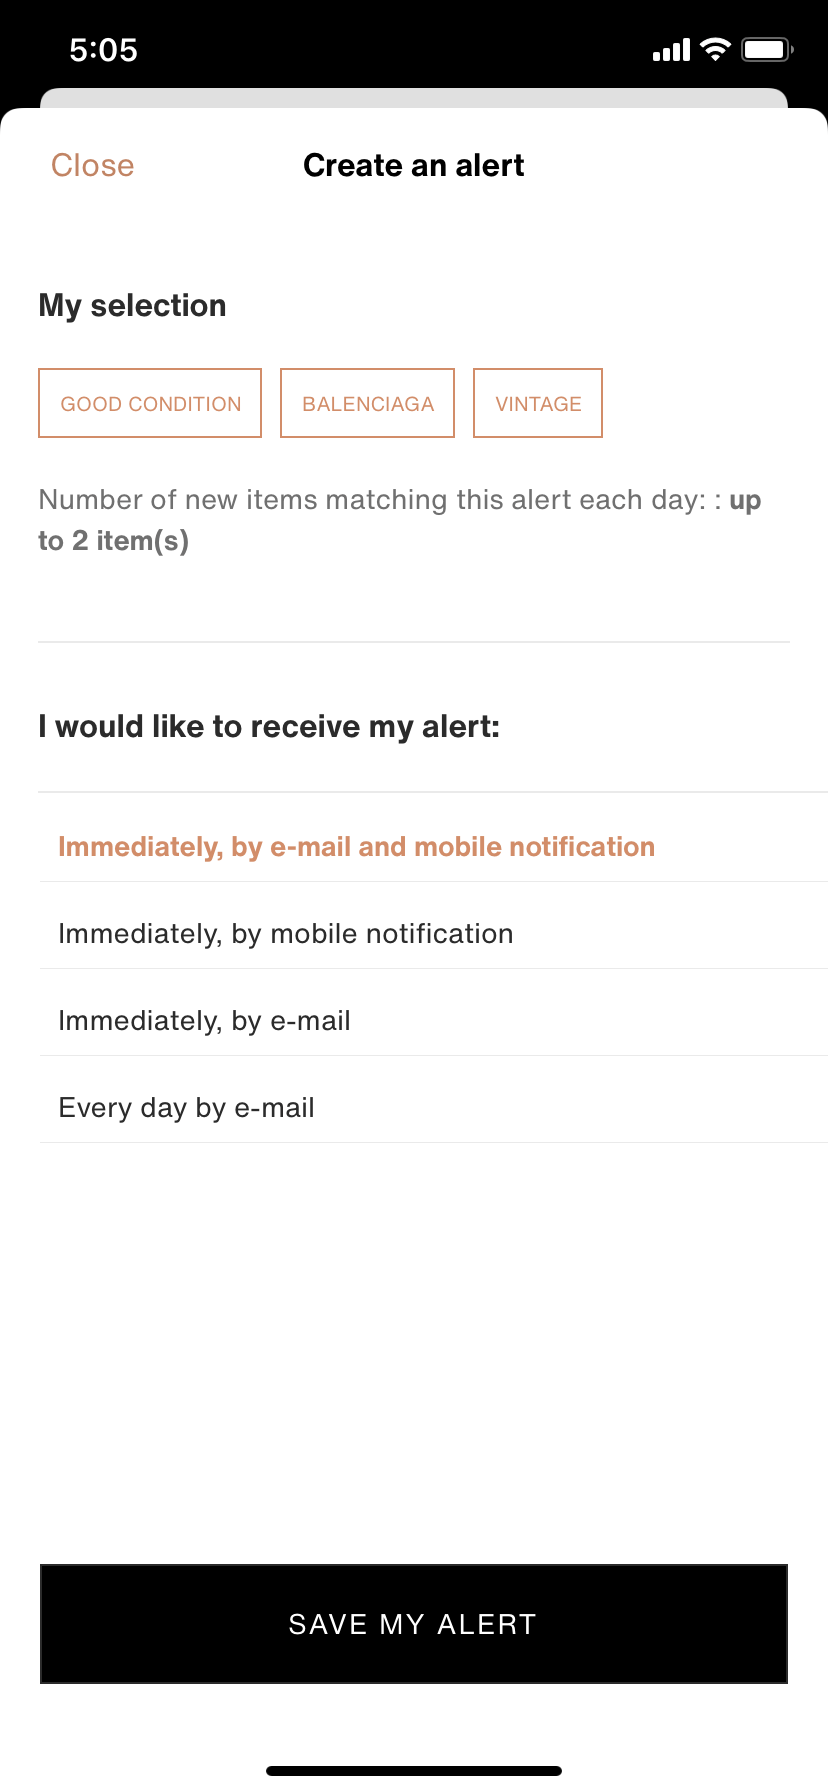 5:05
Close
Create an alert
My selection
GOOD CONDITION
BALENCIAGA
VINTAGE
Number of new items matching this alert each day: : up
to 2 item(s)
I would like to receive my alert:
Immediately, by e-mail and mobile notification
Immediately, by mobile notification
Immediately, by e-mail
Every day by e-mail
SAVE MY ALERT